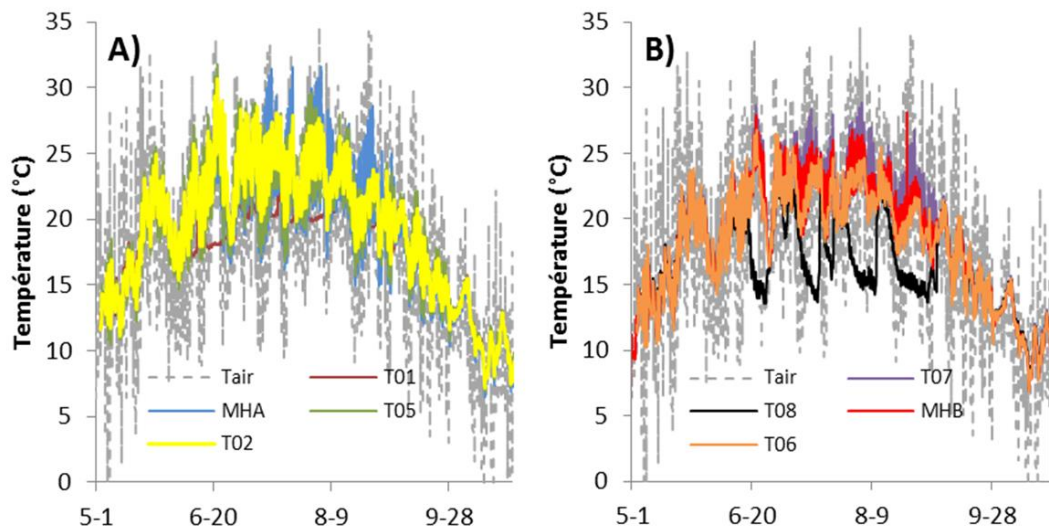 A)
Température (°C)
35
30
25
20
15
10
5
0
5-1 6-20 8-9 9-28
Tair T01
MHA T05
T02
B)
Température (°C)
35
30
25
20
15
10
5
0
5-1 6-20 8-9 9-28
Tair T07
T08 MHB
T06